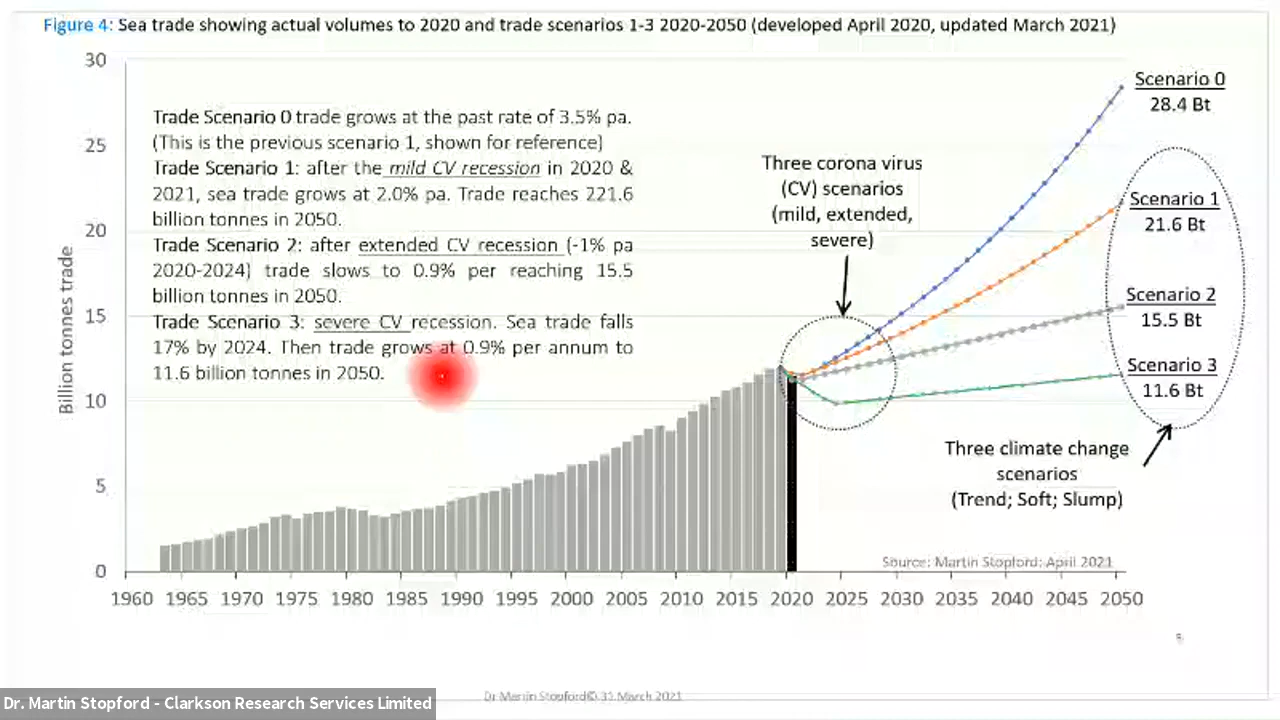 Figure 4: Sea trade showing actual volumes to 2020 and trade scenarios 1-3 2020-2050 (developed April 2020, updated March 2021)
30
25
20
15
10
5
0
Billion tonnes trade
Trade Scenario 0 trade grows at the past rate of 3.5% pa.
(This is the previous scenario 1, shown for reference)
Trade Scenario 1: after the mild CV recession in 2020 &
2021, sea trade grows at 2.0% pa. Trade reaches 221.6
billion tonnes in 2050.
Trade Scenario 2: after extended CV recession (-1% pa
2020-2024) trade slows to 0.9% per reaching 15.5
billion tonnes in 2050.
Trade Scenario 3: severe CV recession. Sea trade falls
17% by 2024. Then trade grows at 0.9% per annum to
11.6 billion tonnes in 2050.
Three corona virus
(CV) scenarios
(mild, extended,
severe)
Scenario 0
28.4 Bt
Scenario 1
21.6 Bt
Scenario 2
15.5 Bt
Scenario 3
11.6 Bt
Three climate change
scenarios
(Trend; Soft; Slump)
Source: Martin Stopford; April 2021
1960 1965 1970 1975 1980 1985 1990 1995 2000 2005 2010 2015 2020 2025 2030 2035 2040 2045 2050
Dr Martin Stopford© 31 March 2021
Dr. Martin Stopford - Clarkson Research Services Limited